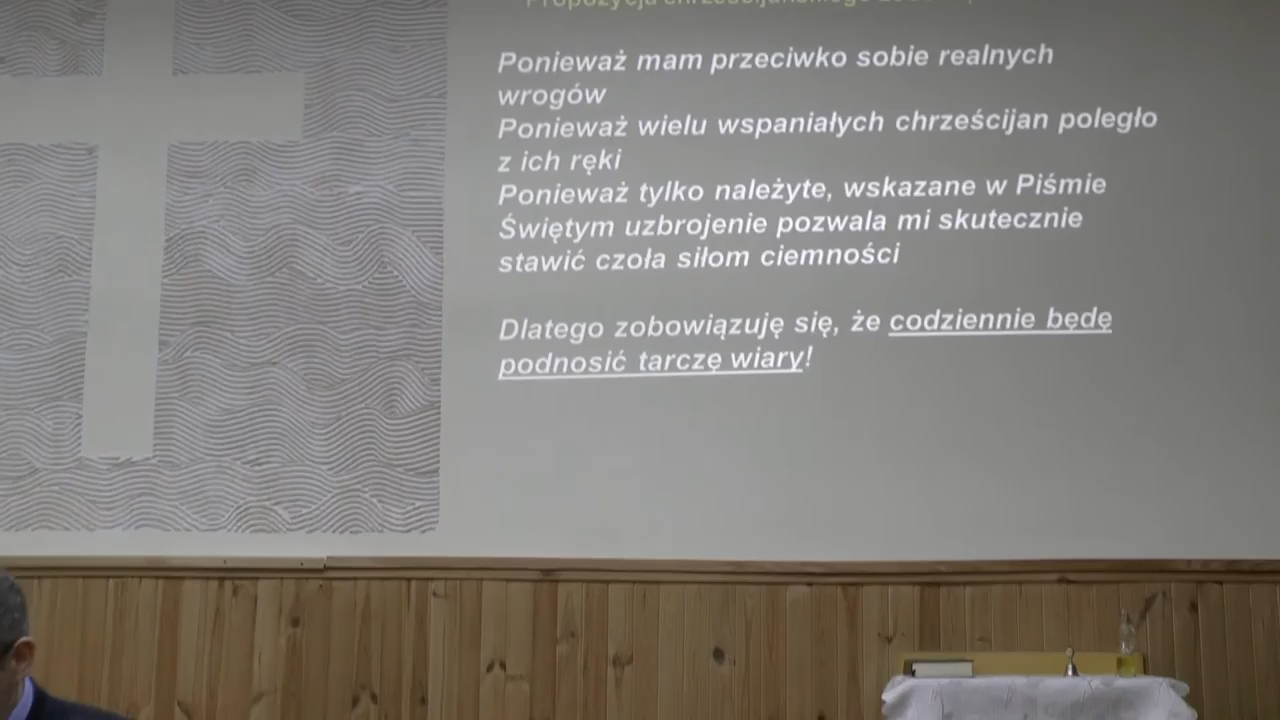 Ponieważ mam przeciwko sobie realnych
wrogów
Ponieważ wielu wspaniałych chrześcijan poległo
z ich ręki
Ponieważ tylko należyte, wskazane w Piśmie
Świętym uzbrojenie pozwala mi skutecznie
stawić czoła siłom ciemności
Dlatego zobowiązuję się, że codziennie będę
podnosić tarczę wiary!